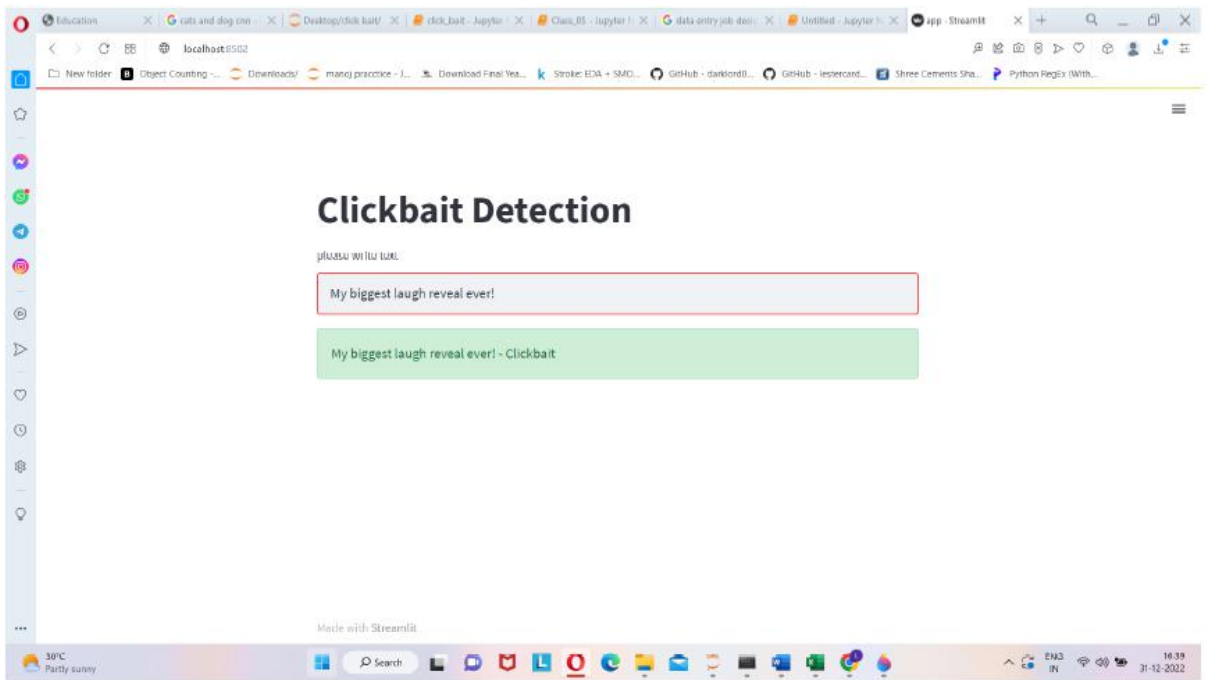 Education
G cats and dog cnn -
Desktop/click bait/
click_bait - Jupyter
Class_05 - Jupyter
G data entry job desc
Untitled - Jupyter
app · Streamlit
localhost:8502
New folder
B Object Counting -...
Downloads/
manoj pracctice - J...
Download Final Yea...
k Stroke: EDA + SMO...
GitHub - darklord0...
GitHub - lestercard...
Shree Cements Sha...
Python RegEx (With...
Clickbait Detection
please write text
My biggest laugh reveal ever!
My biggest laugh reveal ever! - Clickbait
Made with Streamlit
30°C
Partly sunny
Search
L
ENG
IN
16:39
31-12-2022